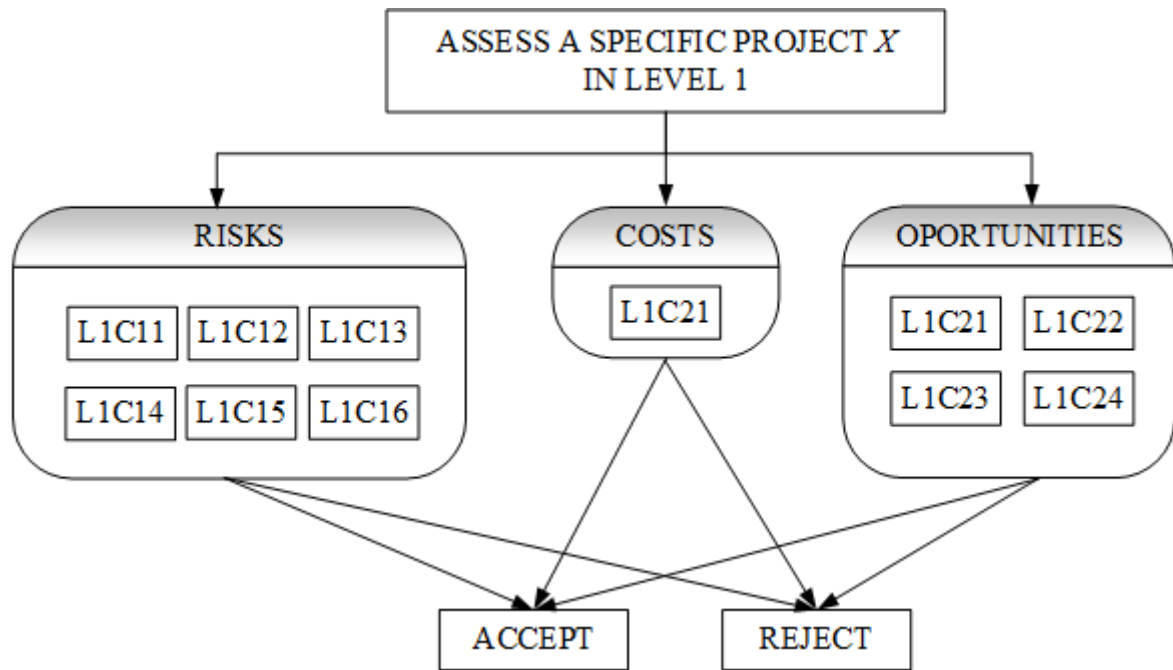 ASSESS A SPECIFIC PROJECT X
IN LEVEL 1
RISKS
L1C11 L1C12 L1C13
L1C14 L1C15 L1C16
COSTS
L1C21
OPORTUNITIES
L1C21 L1C22
L1C23 L1C24
ACCEPT
REJECT